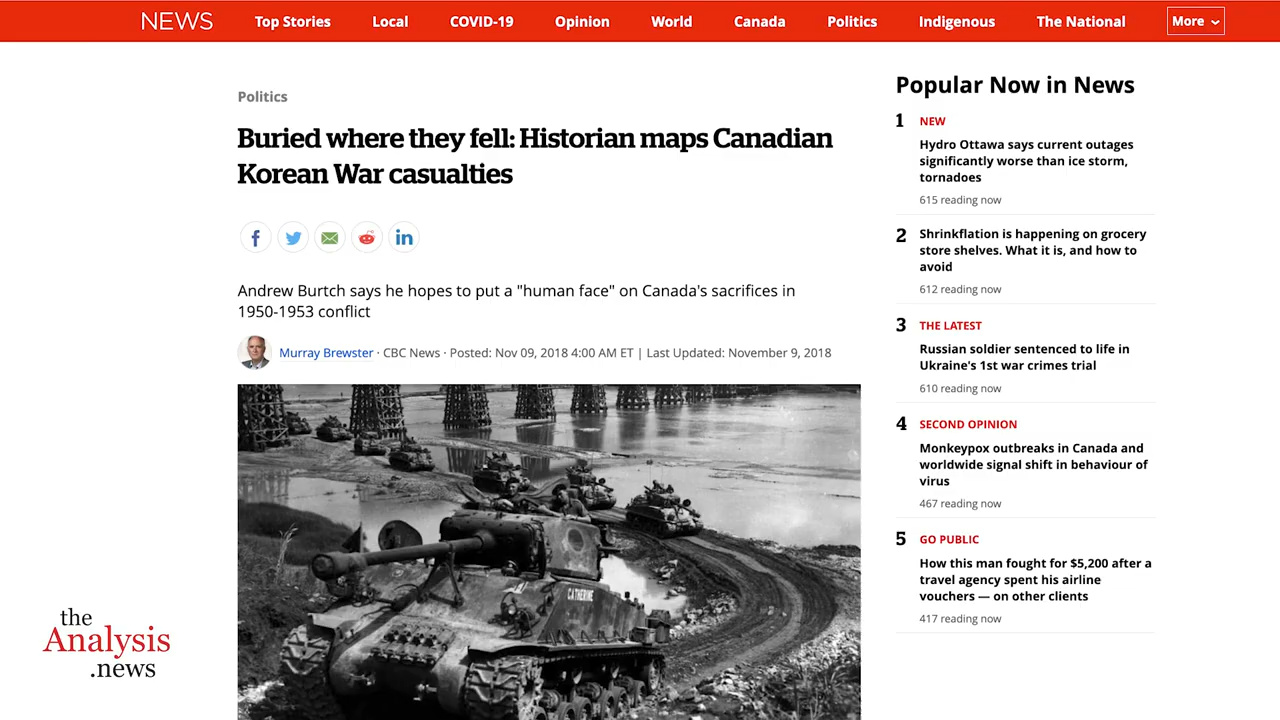 NEWS
Top Stories
Local
COVID-19
Opinion
World
Canada
Politics
Indigenous
The National
More
Politics
Buried where they fell: Historian maps Canadian
Korean War casualties
Andrew Burtch says he hopes to put a "human face" on Canada's sacrifices in
1950-1953 conflict
Murray Brewster · CBC News · Posted: Nov 09, 2018 4:00 AM ET | Last Updated: November 9, 2018
CATHERINE
Popular Now in News
1 NEW
Hydro Ottawa says current outages
significantly worse than ice storm,
tornadoes
615 reading now
2 Shrinkflation is happening on grocery
store shelves. What it is, and how to
avoid
612 reading now
3 THE LATEST
Russian soldier sentenced to life in
Ukraine's 1st war crimes trial
610 reading now
4 SECOND OPINION
Monkeypox outbreaks in Canada and
worldwide signal shift in behaviour of
virus
467 reading now
5 GO PUBLIC
How this man fought for $5,200 after a
travel agency spent his airline
vouchers — on other clients
417 reading now
the
Analysis
.news